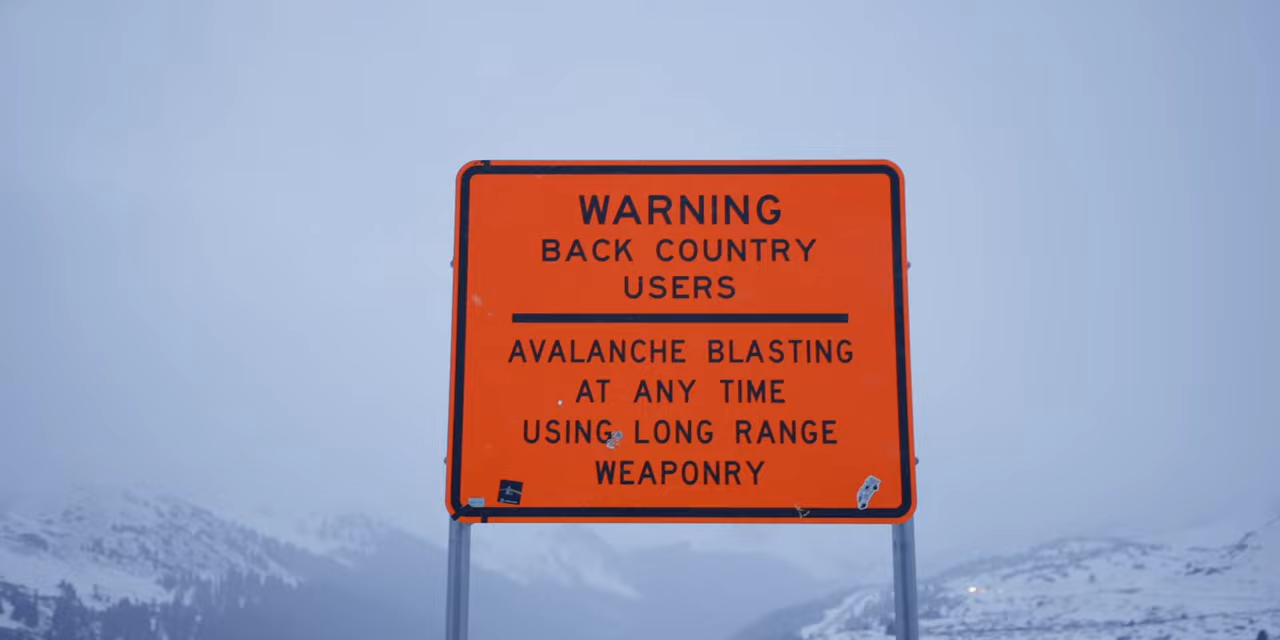 WARNING
BACK COUNTRY
USERS
AVALANCHE BLASTING
AT ANY TIME
USING LONG RANGE
WEAPONRY